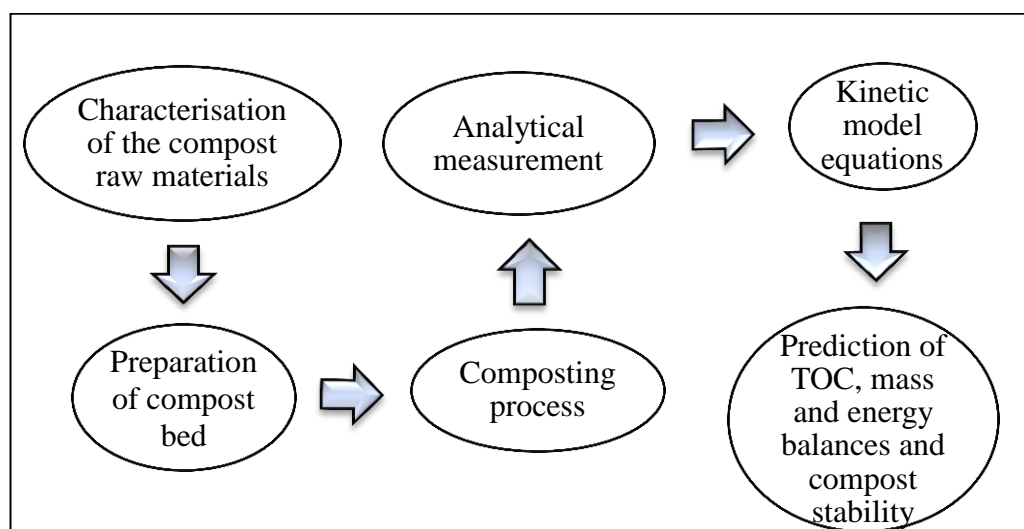 Characterisation
of the compost
raw materials
Preparation
of compost
bed
Composting
process
Analytical
measurement
Kinetic
model
equations
Prediction of
TOC, mass
and energy
balances and
compost
stability